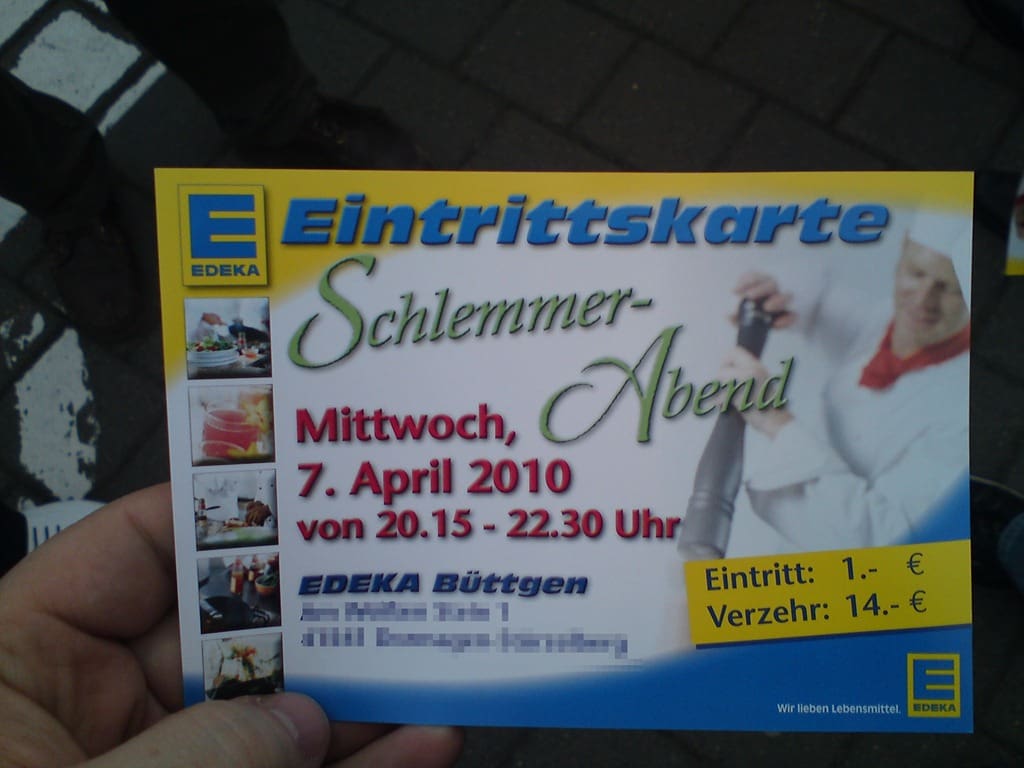 EDEKA
Eintrittskarte
Schlemmer-
Abend
Mittwoch,
7. April 2010
von 20.15 - 22.30 Uhr
EDEKA Büttgen
Eintritt: 1.- €
Verzehr: 14.- €
Wir lieben Lebensmittel.
EDEKA